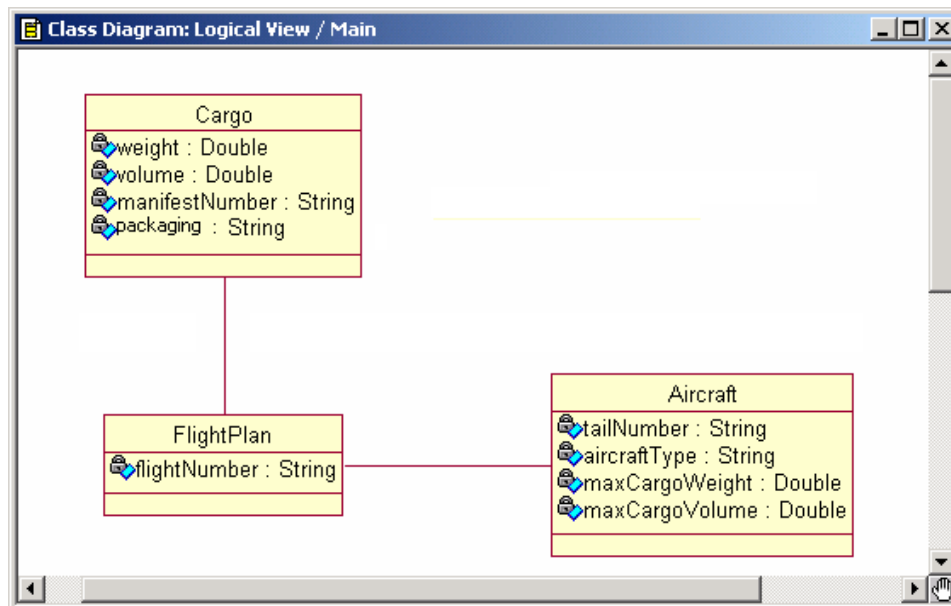 Class Diagram: Logical View / Main
Cargo
weight : Double
volume : Double
manifestNumber : String
packaging : String
FlightPlan
flightNumber : String
Aircraft
tailNumber : String
aircraftType : String
maxCargoWeight : Double
maxCargoVolume : Double